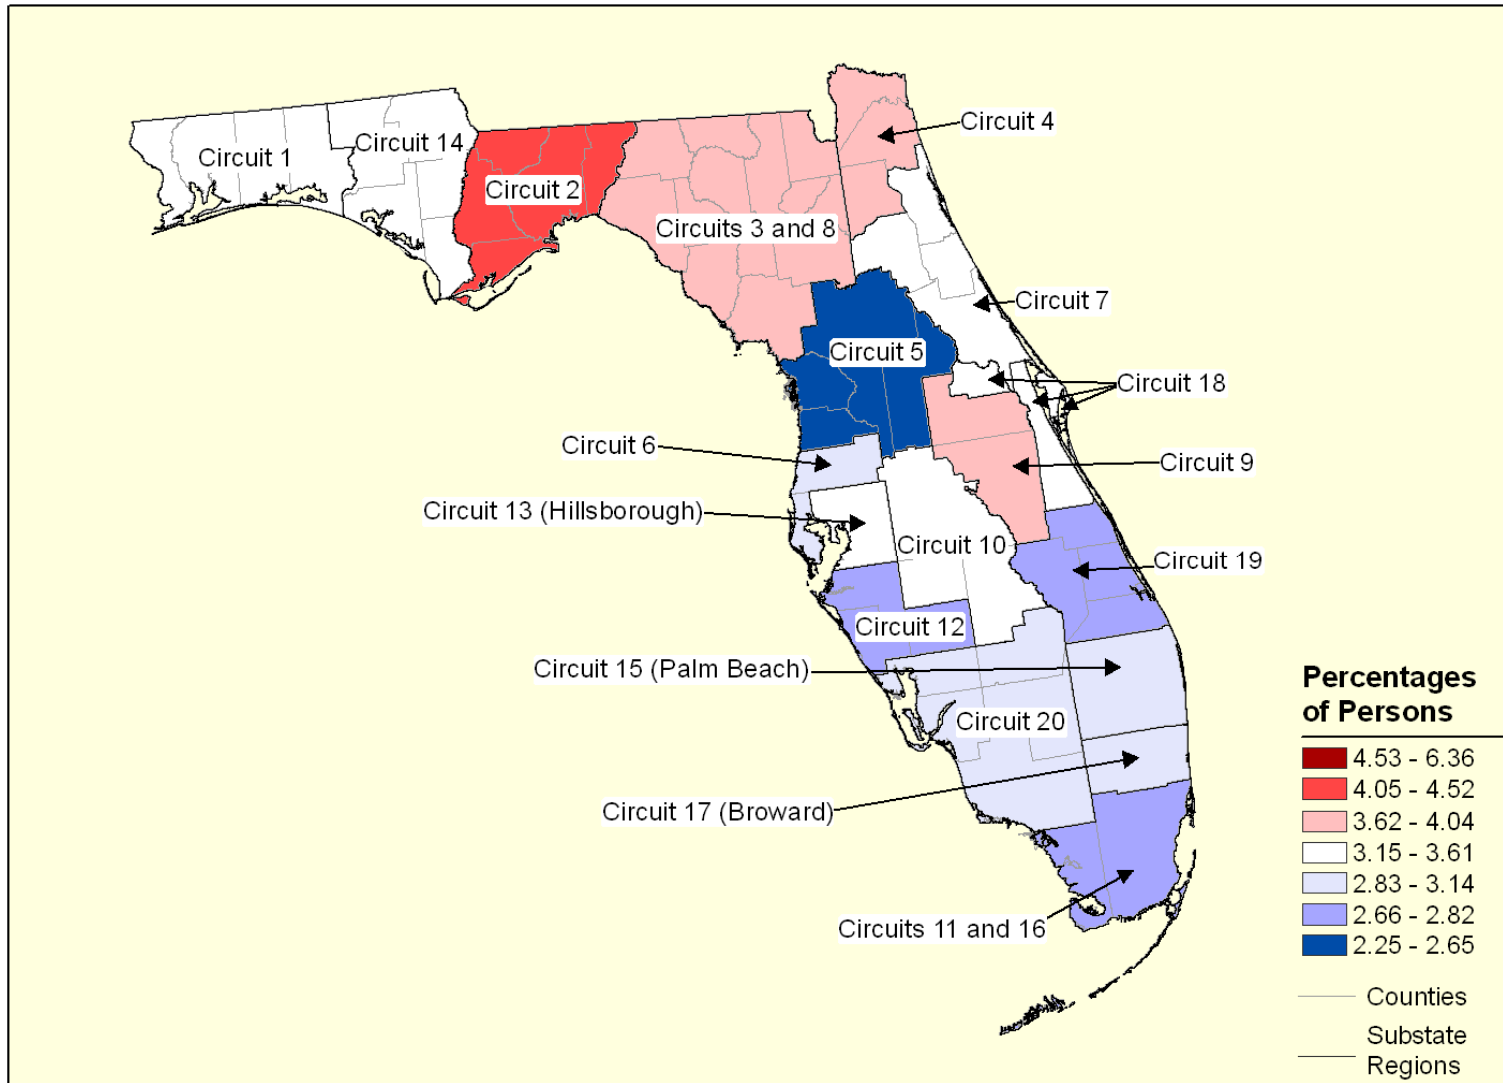 Circuit 4
Circuit 14
Circuit 1
Circuit 2
Circuits 3 and 8
Circuit 7
Circuit 5
Circuit 18
Circuit 6
Circuit 9
Circuit 13 (Hillsborough)
Circuit 10
Circuit 19
Circuit 12
Circuit 15 (Palm Beach)
Circuit 20
Circuit 17 (Broward)
Circuits 11 and 16
Percentages
of Persons
4.53 - 6.36
4.05 - 4.52
3.62 - 4.04
3.15 - 3.61
2.83 - 3.14
2.66 - 2.82
2.25 - 2.65
Counties
Substate
Regions